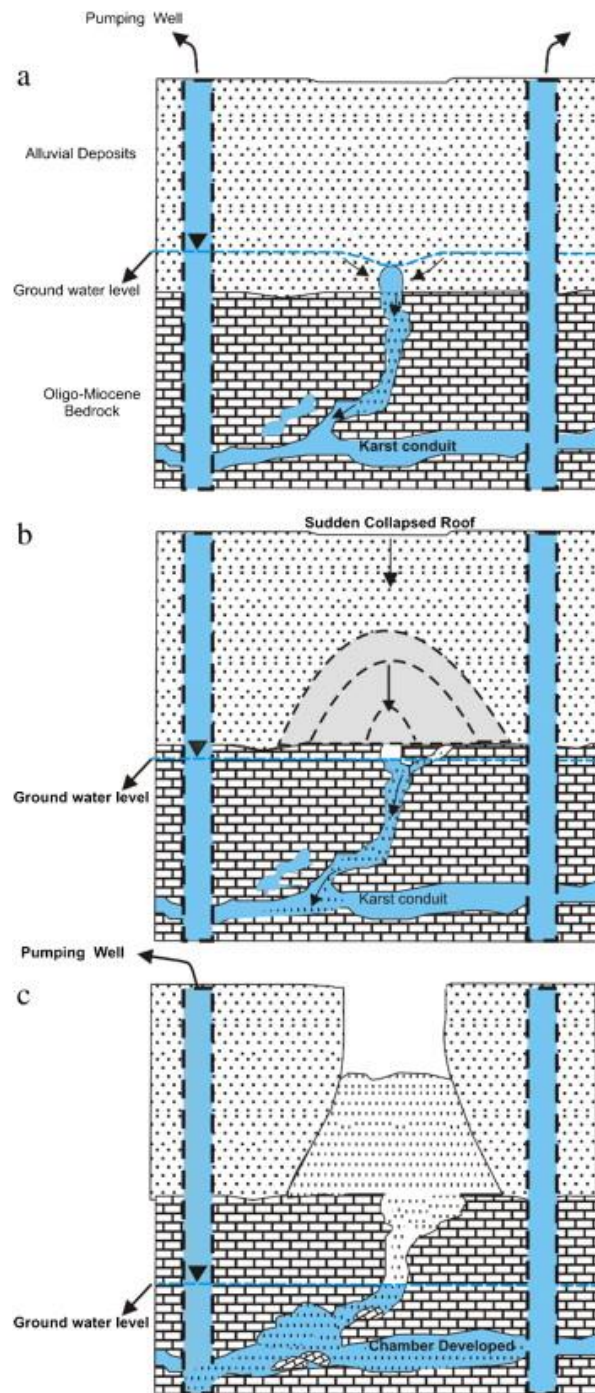 Pumping Well
a
Alluvial Deposits
Ground water level
Oligo-Miocene
Bedrock
Karst conduit
Sudden Collapsed Roof
b
Ground water level
Karst conduit
Pumping Well
c
Ground water level
Chamber Developed